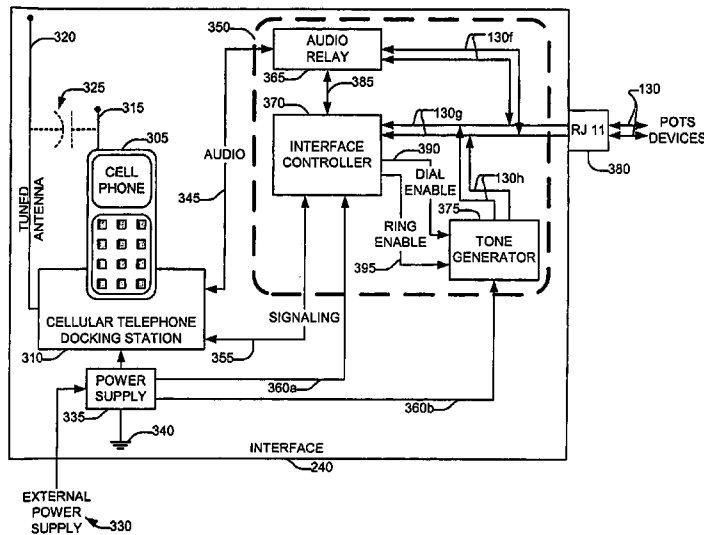 320
350
AUDIO
RELAY
365
385
130f
325
315
305
370
130g
130
RJ 11
POTS
DEVICES
380
CELL
PHONE
AUDIO
345
INTERFACE
CONTROLLER
390
DIAL
ENABLE
130h
375
TUNED
ANTENNA
RING
ENABLE
395
TONE
GENERATOR
CELLULAR TELEPHONE
DOCKING STATION
310
SIGNALING
355
POWER
SUPPLY
335
360a
360b
340
INTERFACE
240
EXTERNAL
POWER
SUPPLY
330